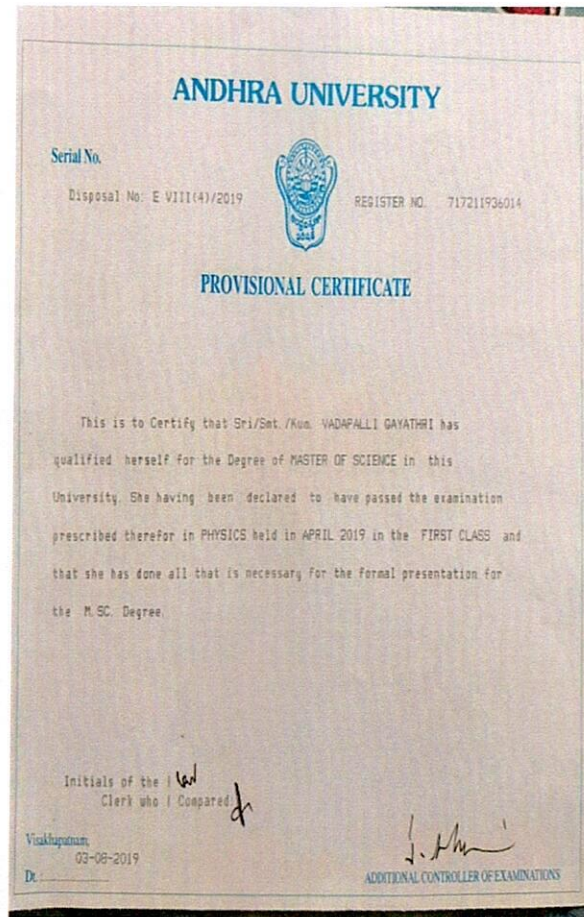 ANDHRA UNIVERSITY
Serial No.
Disposal No: E VIII(4)/2019
REGISTER NO. 717211936014
PROVISIONAL CERTIFICATE
This is to Certify that Sri/Smt./Kum. VADAPALLI GAYATHRI has
qualified herself for the Degree of MASTER OF SCIENCE in this
University. She having been declared to have passed the examination
prescribed therefor in PHYSICS held in APRIL 2019 in the FIRST CLASS and
that she has done all that is necessary for the formal presentation for
the M.SC. Degree.
Initials of the |
Clerk who | Compared
Visakhapatnam,
03-08-2019
Dt.
ADDITIONAL CONTROLLER OF EXAMINATIONS